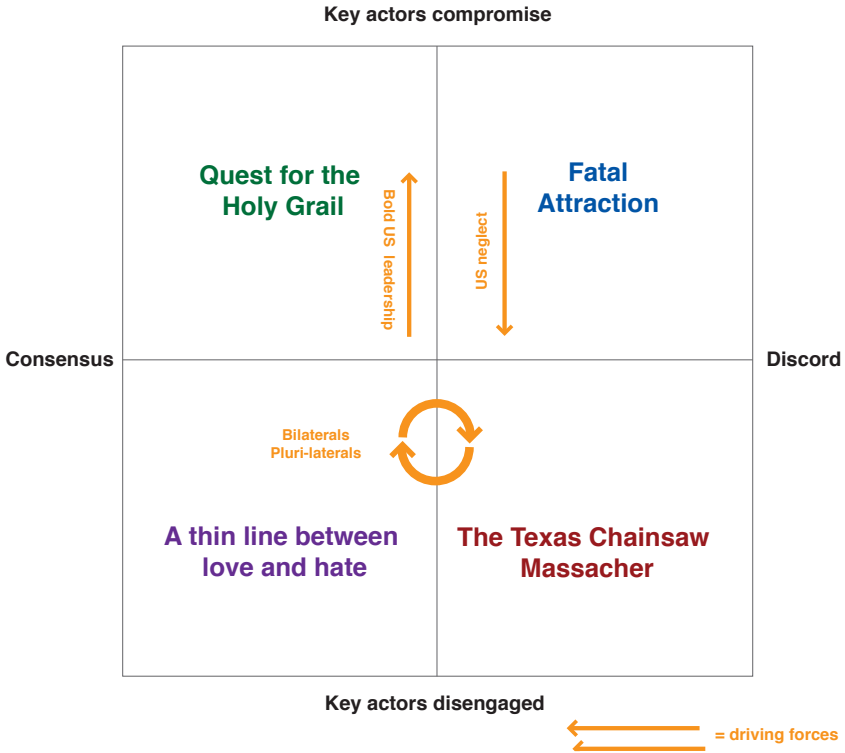 Key actors compromise
Quest for the
Holy Grail
Bold US leadership
US neglect
Fatal
Attraction
Consensus
Discord
Bilaterals
Pluri-laterals
A thin line between
love and hate
The Texas Chainsaw
Massacher
Key actors disengaged
= driving forces